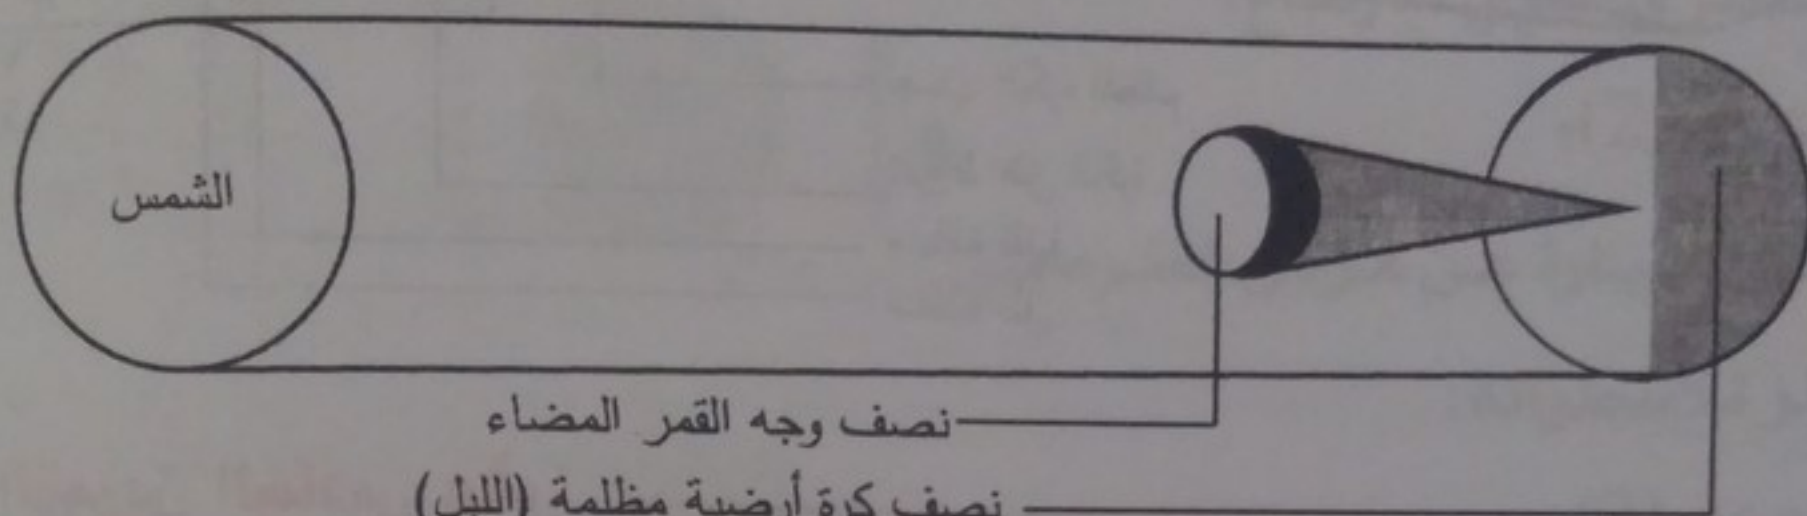 الشمس
نصف وجه القمر المضاء
نصف كرة أرضية مظلمة (الليل)